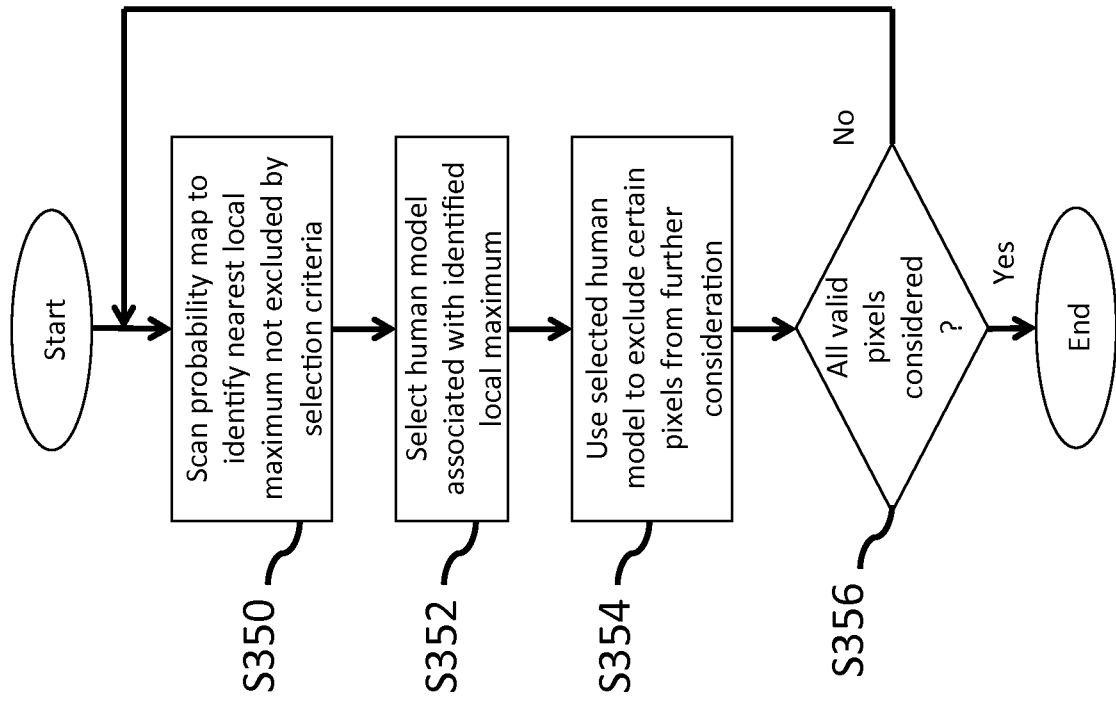 Start
Scan probability map to
identify nearest local
maximum not excluded by
selection criteria
S350
Select human model
associated with identified
local maximum
S352
Use selected human
model to exclude certain
pixels from further
consideration
S354
All valid
pixels
considered
?
S356
No
Yes
End